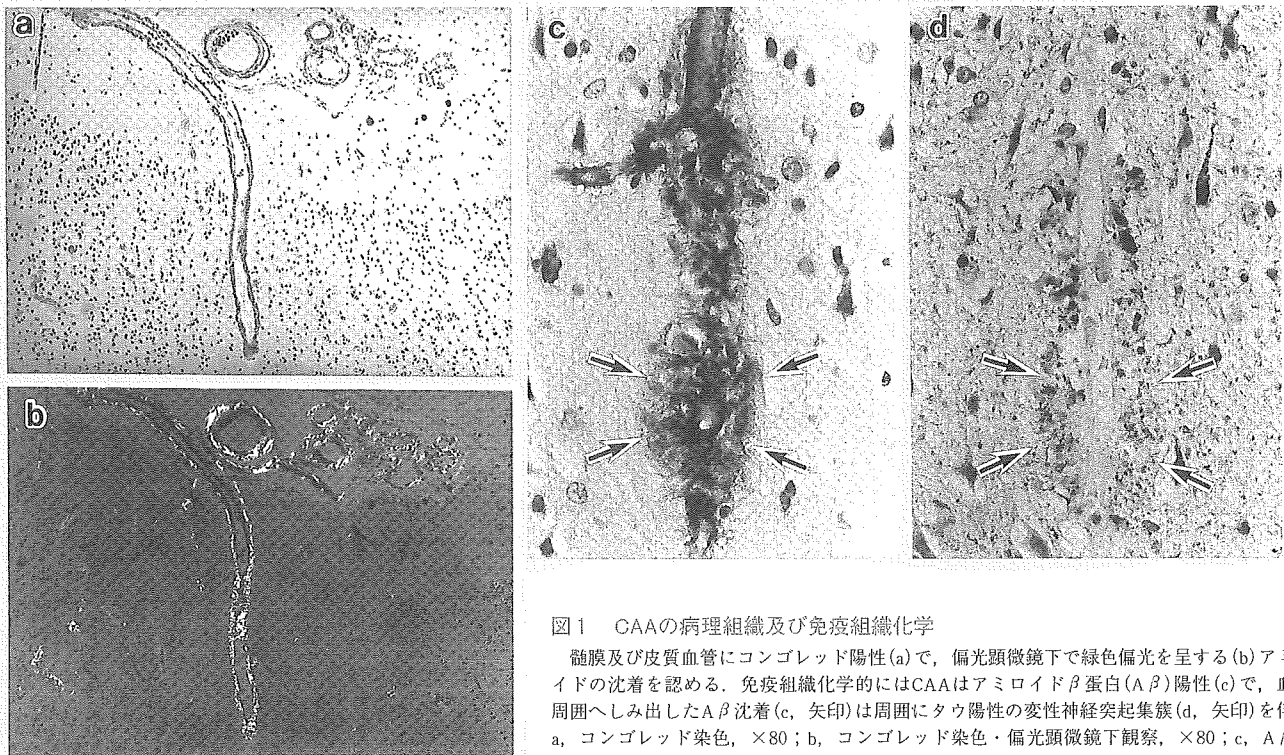 a
b
c
d
図1 CAAの病理組織及び免疫組織化学
髄膜及び皮質血管にコンゴレッド陽性(a)で,偏光顕微鏡下で緑色偏光を呈する(b)アミ
イドの沈着を認める.免疫組織化学的にはCAAはアミロイドβ蛋白(Aβ)陽性(c)で,
周囲へしみ出したAβ沈着(c, 矢印)は周囲にタウ陽性の変性神経突起集簇(d, 矢印)を
a, コンゴレッド染色, ×80;b, コンゴレッド染色・偏光顕微鏡下観察, ×80;c, A